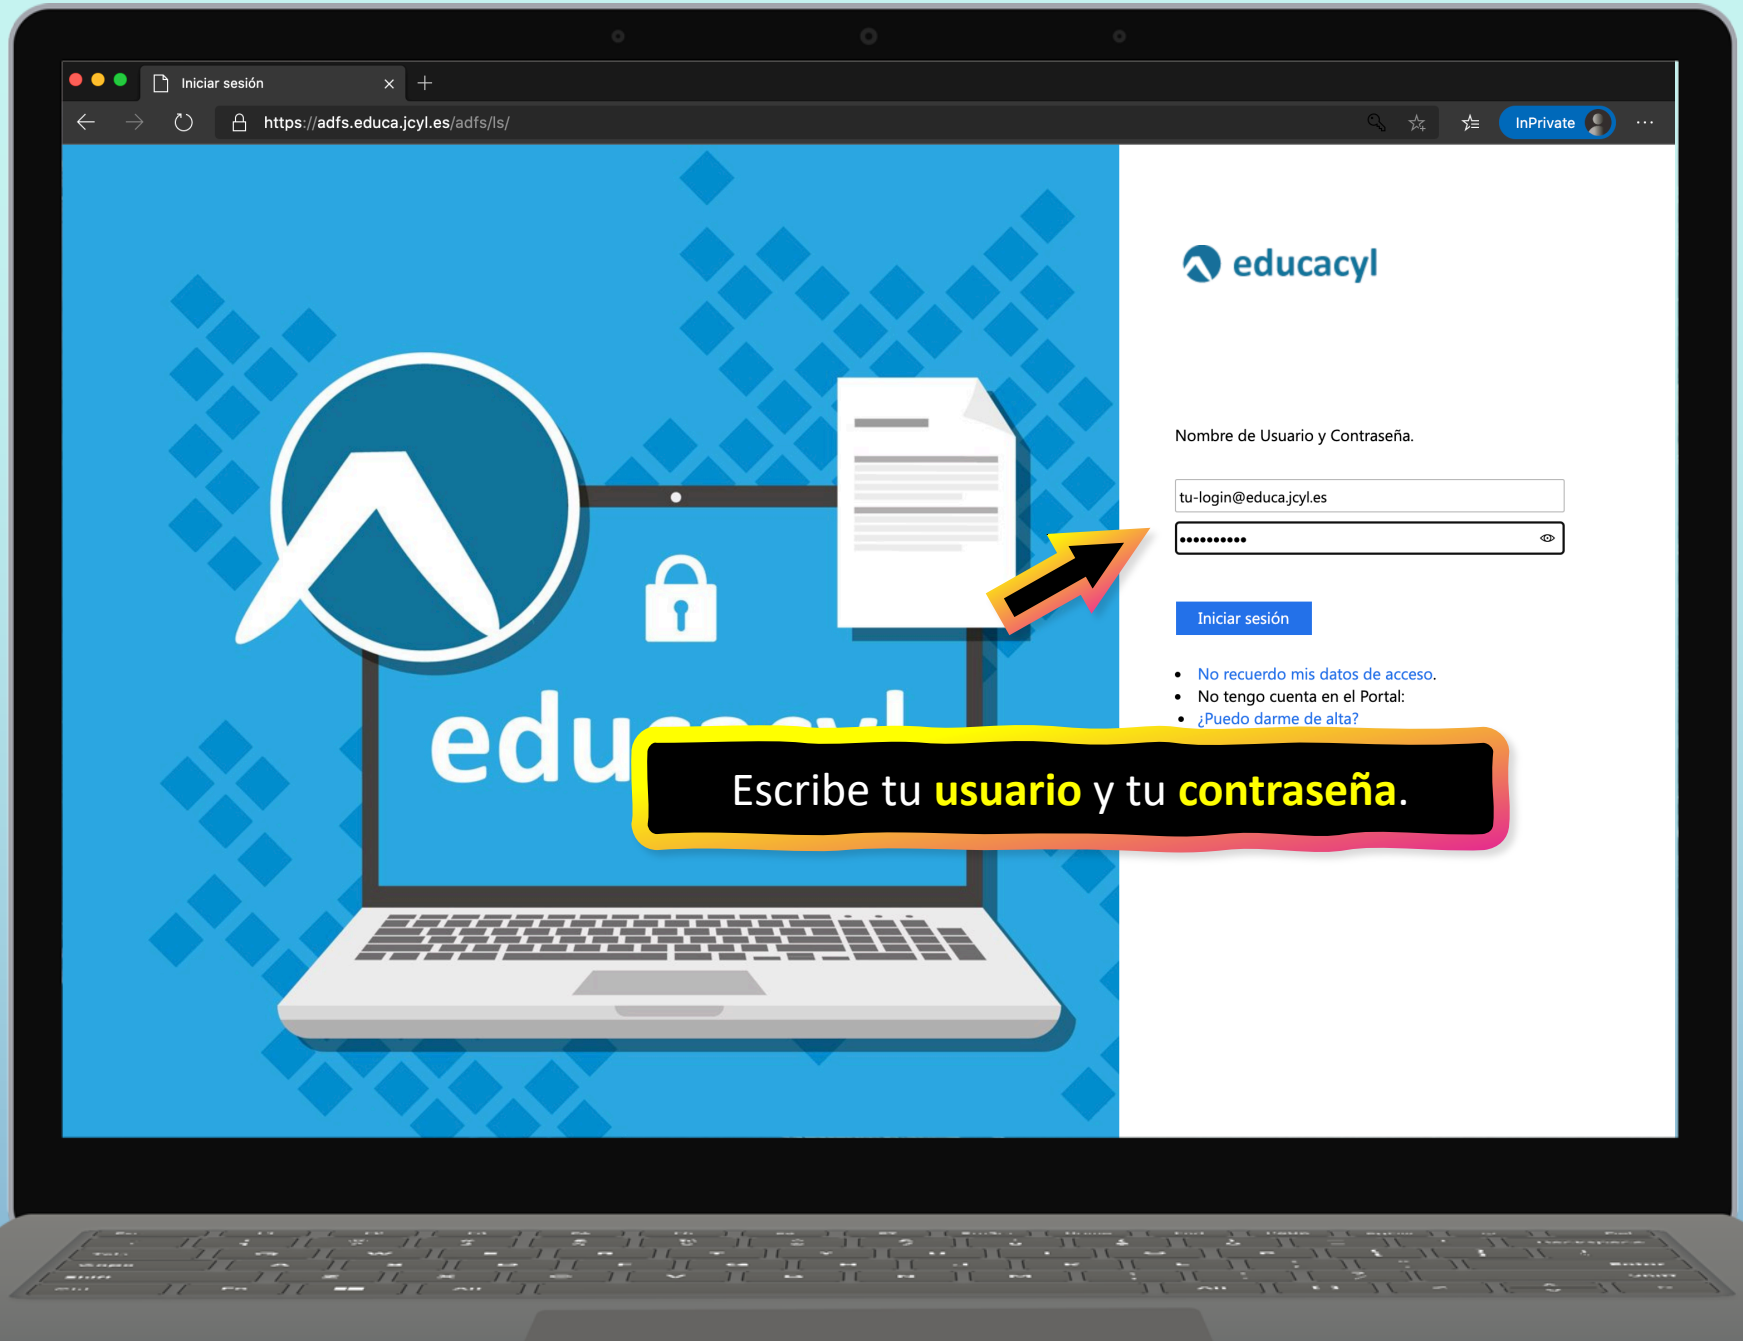 Iniciar sesión
https://adfs.educa.jcyl.es/adfs/ls/
InPrivate
educacyl
Nombre de Usuario y Contraseña.
tu-login@educa.jcyl.es
Iniciar sesión
No recuerdo mis datos de acceso.
No tengo cuenta en el Portal:
¿Puedo darme de alta?
Escribe tu usuario y tu contraseña.